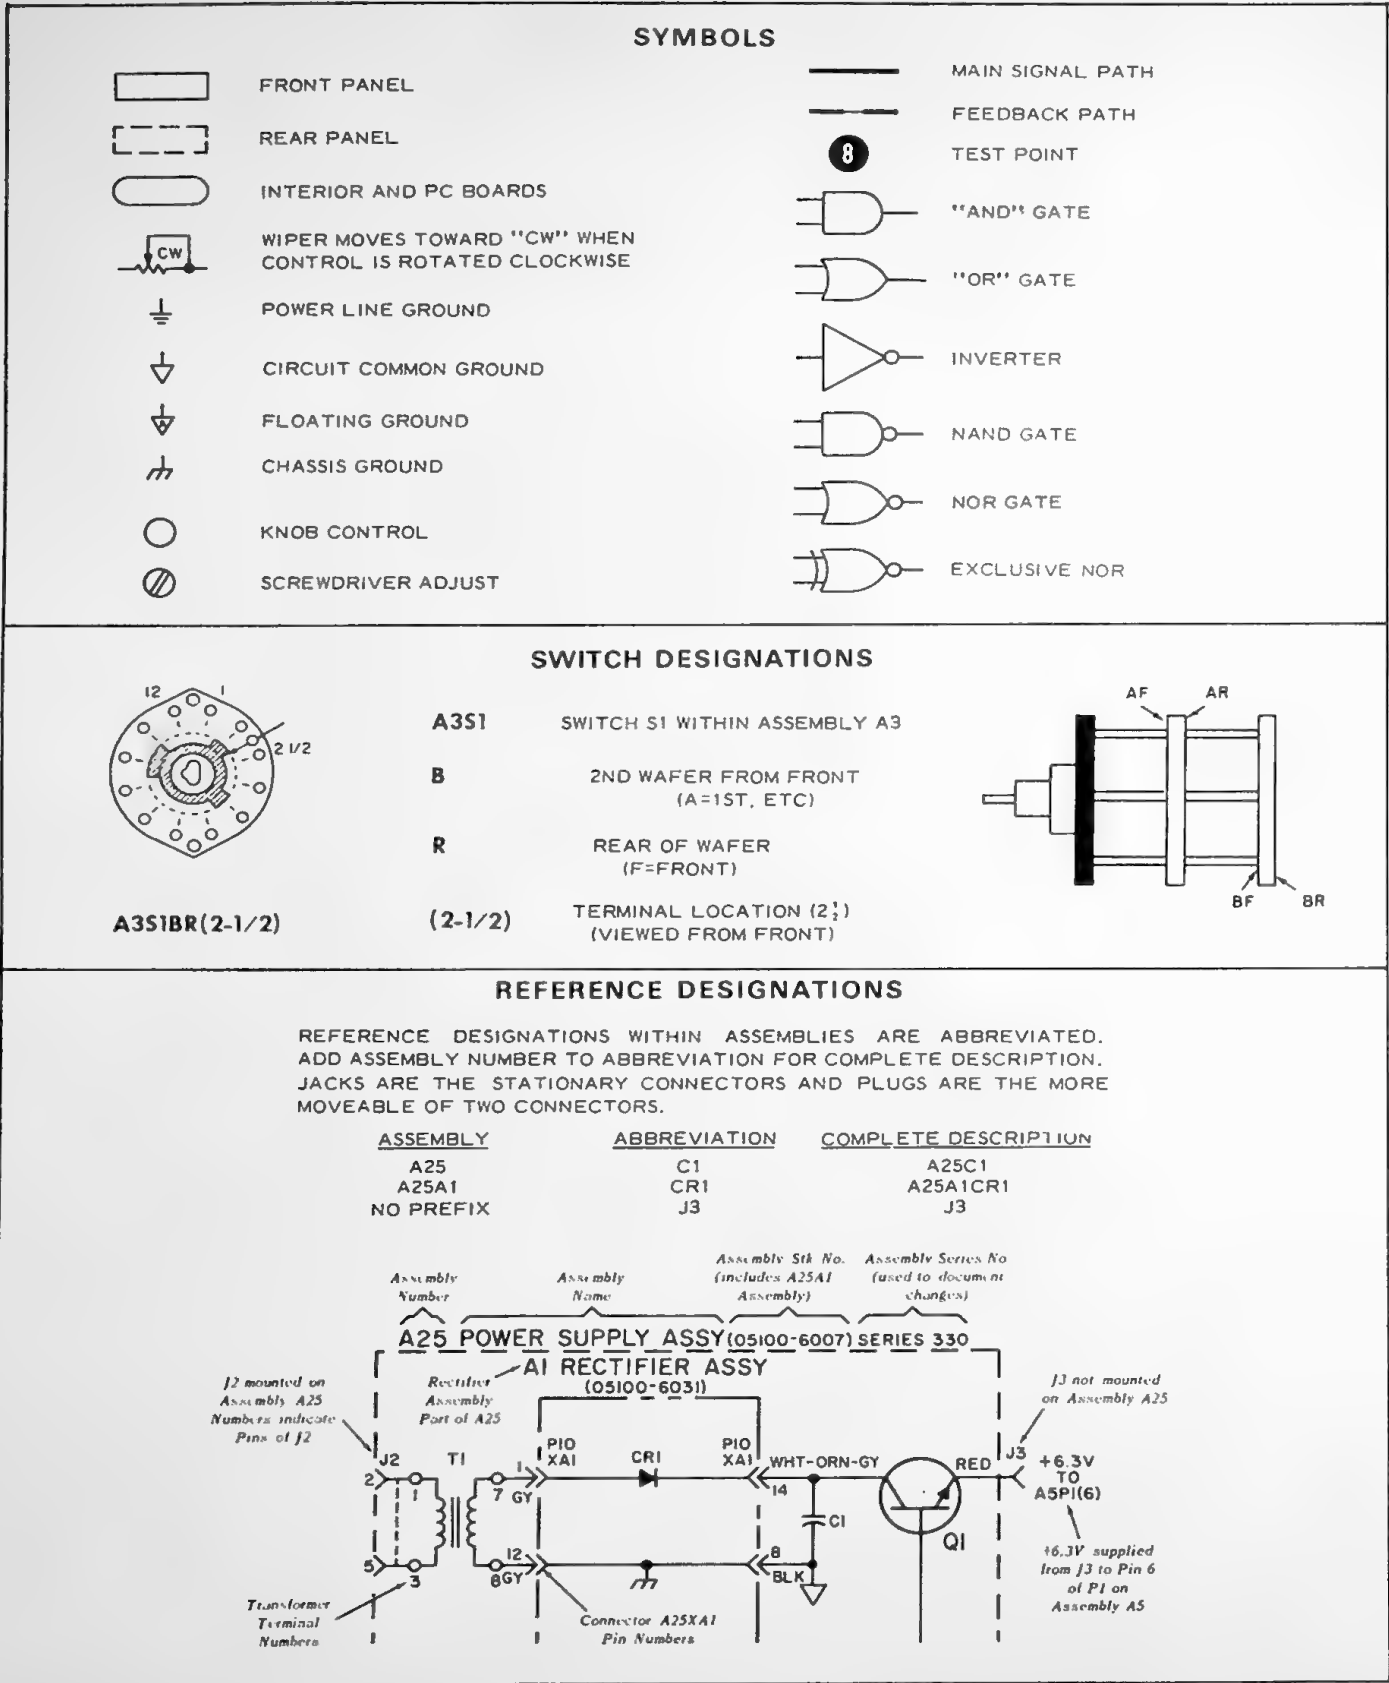 SYMBOLS
FRONT PANEL
REAR PANEL
INTERIOR AND PC BOARDS
CW
WIPER MOVES TOWARD "CW" WHEN
CONTROL IS ROTATED CLOCKWISE
POWER LINE GROUND
CIRCUIT COMMON GROUND
A
FLOATING GROUND
CHASSIS GROUND
KNOB CONTROL
SCREWDRIVER ADJUST
MAIN SIGNAL PATH
FEEDBACK PATH
8
TEST POINT
"AND" GATE
"OR" GATE
INVERTER
NAND GATE
NOR GATE
EXCLUSIVE NOR
SWITCH DESIGNATIONS
12 1
2 1/2
A3S1BR(2-1/2)
A3S1 SWITCH S1 WITHIN ASSEMBLY A3
B 2ND WAFER FROM FRONT
(A=1ST, ETC)
R REAR OF WAFER
(F=FRONT)
(2-1/2) TERMINAL LOCATION (2½)
(VIEWED FROM FRONT)
AF AR
BF BR
REFERENCE DESIGNATIONS
REFERENCE DESIGNATIONS WITHIN ASSEMBLIES ARE ABBREVIATED.
ADD ASSEMBLY NUMBER TO ABBREVIATION FOR COMPLETE DESCRIPTION.
JACKS ARE THE STATIONARY CONNECTORS AND PLUGS ARE THE MORE
MOVEABLE OF TWO CONNECTORS.
ASSEMBLY ABBREVIATION COMPLETE DESCRIPTION
A25 C1 A25C1
A25A1 CR1 A25A1CR1
NO PREFIX J3 J3
Assembly
Number
Assembly
Name
Assembly Stk No.
(includes A25A1
Assembly)
Assembly Series No
(used to document
changes)
A25 POWER SUPPLY ASSY (05100-6007) SERIES 330
A1 RECTIFIER ASSY
(05100-6031)
J2 mounted on
Assembly A25
Numbers indicate
Pins of J2
Rectifier
Assembly
Part of A25
J3 not mounted
on Assembly A25
J2
T1
P10
XA1
CR1
P10
XA1
WHT-ORN-GY
RED
J3
+6.3V
TO
A5P1(6)
2
1
7
1
GY
14
C1
Q1
5
3
8
12
GY
8
BLK
Transformer
Terminal
Numbers
Connector A25XA1
Pin Numbers
+6.3V supplied
from J3 to Pin 6
of P1 on
Assembly A5